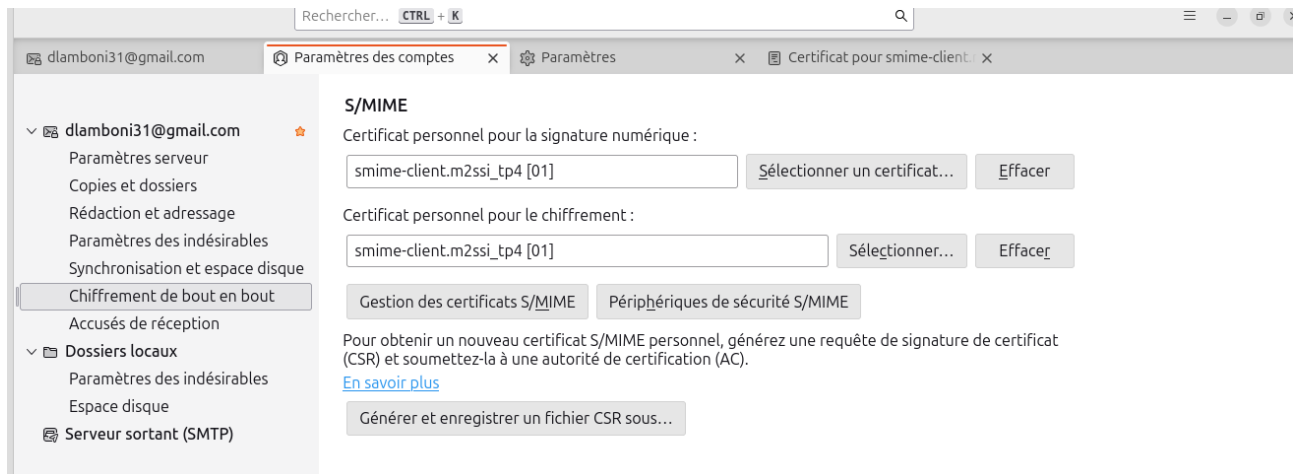 Rechercher... CTRL + K
dlamboni31@gmail.com
Paramètres des comptes
Paramètres
Certificat pour smime-client.
dlamboni31@gmail.com
Paramètres serveur
Copies et dossiers
Rédaction et adressage
Paramètres des indésirables
Synchronisation et espace disque
Chiffrement de bout en bout
Accusés de réception
Dossiers locaux
Paramètres des indésirables
Espace disque
Serveur sortant (SMTP)
S/MIME
Certificat personnel pour la signature numérique :
smime-client.m2ssi_tp4 [01] Sélectionner un certificat... Effacer
Certificat personnel pour le chiffrement :
smime-client.m2ssi_tp4 [01] Sélectionner... Effacer
Gestion des certificats S/MIME Périphériques de sécurité S/MIME
Pour obtenir un nouveau certificat S/MIME personnel, générez une requête de signature de certificat
(CSR) et soumettez-la à une autorité de certification (AC).
En savoir plus
Générer et enregistrer un fichier CSR sous...